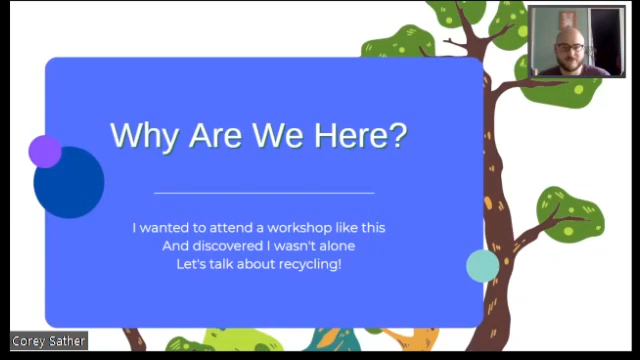 Why Are We Here?
I wanted to attend a workshop like this
And discovered I wasn't alone
Let's talk about recycling!
Corey Sather